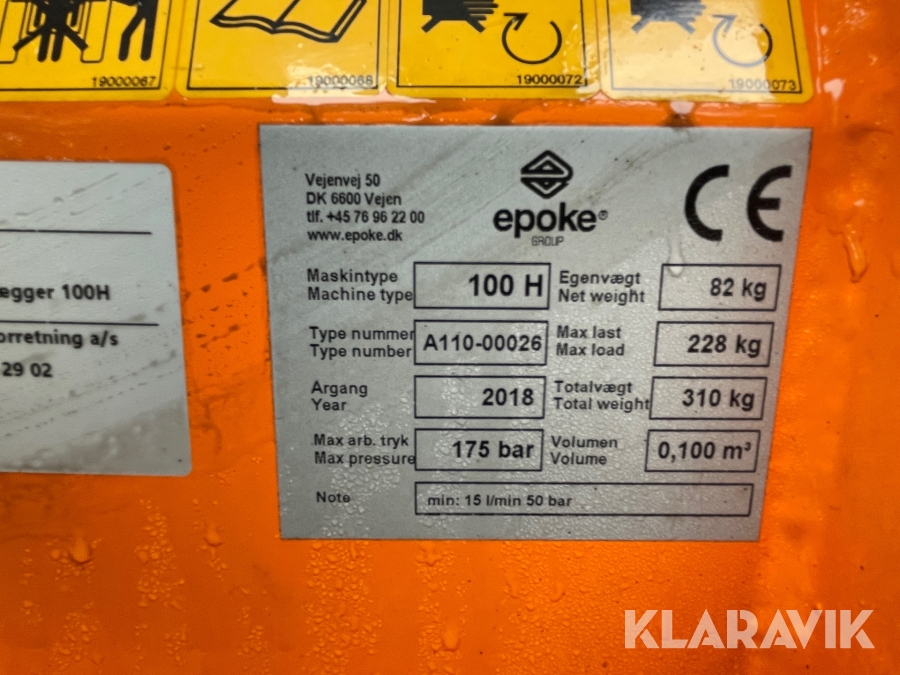 19000067
19000068
19000072
19000073
Vejenvej 50
DK 6600 Vejen
tlf. +45 76 96 22 00
www.epoke.dk
epoke®
GROUP
CE
Maskintype
Machine type
100 H
Egenvægt
Net weight
82 kg
Type nummer
Type number
A110-00026
Max last
Max load
228 kg
Argang
Year
2018
Totalvægt
Total weight
310 kg
Max arb. tryk
Max pressure
175 bar
Volumen
Volume
0,100 m³
Note
min: 15 l/min 50 bar
ægger 100H
orretning a/s
29 02
KLARAVIK